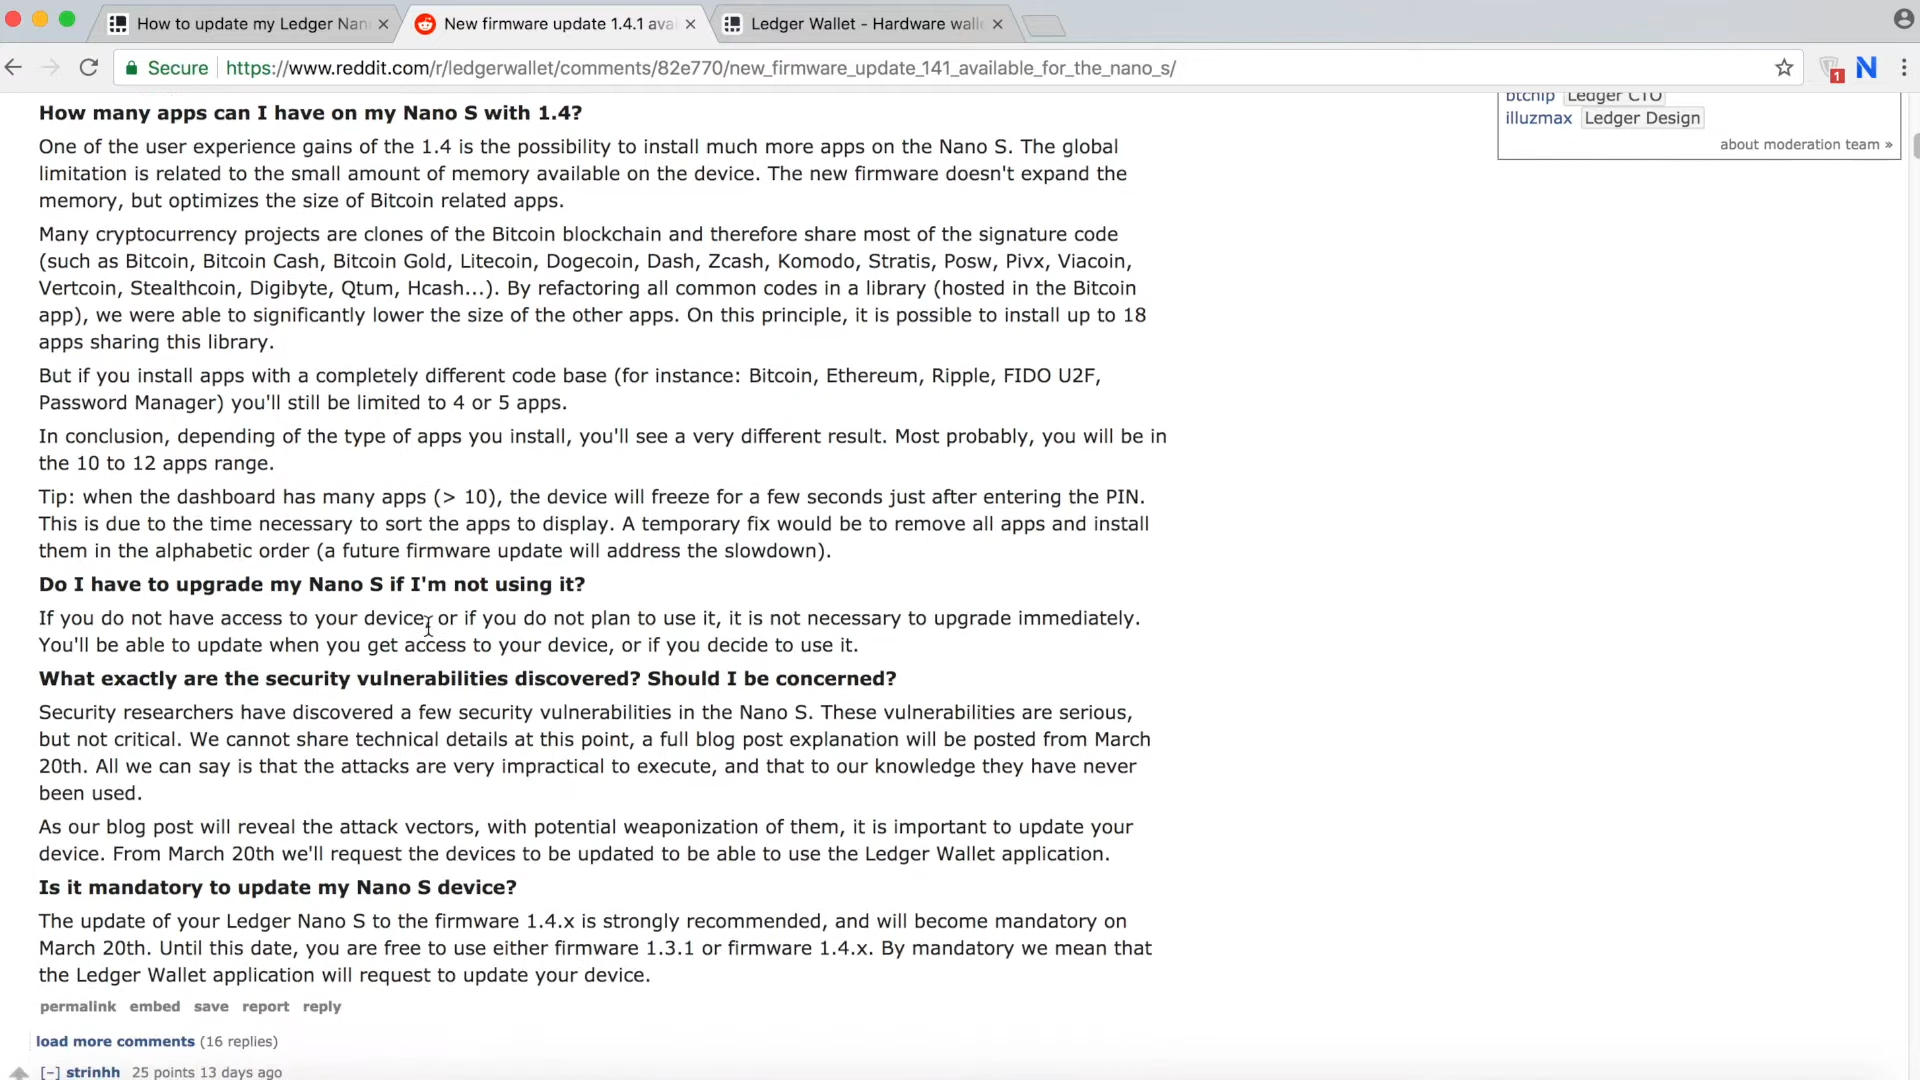 How to update my Ledger Nan
New firmware update 1.4.1 ava
Ledger Wallet - Hardware wall
Secure
https://www.reddit.com/r/ledgerwallet/comments/82e770/new_firmware_update_141_available_for_the_nano_s/
1
N
btchip Ledger CTO
illuzmax Ledger Design
about moderation team »
How many apps can I have on my Nano S with 1.4?
One of the user experience gains of the 1.4 is the possibility to install much more apps on the Nano S. The global
limitation is related to the small amount of memory available on the device. The new firmware doesn't expand the
memory, but optimizes the size of Bitcoin related apps.
Many cryptocurrency projects are clones of the Bitcoin blockchain and therefore share most of the signature code
(such as Bitcoin, Bitcoin Cash, Bitcoin Gold, Litecoin, Dogecoin, Dash, Zcash, Komodo, Stratis, Posw, Pivx, Viacoin,
Vertcoin, Stealthcoin, Digibyte, Qtum, Hcash...). By refactoring all common codes in a library (hosted in the Bitcoin
app), we were able to significantly lower the size of the other apps. On this principle, it is possible to install up to 18
apps sharing this library.
But if you install apps with a completely different code base (for instance: Bitcoin, Ethereum, Ripple, FIDO U2F,
Password Manager) you'll still be limited to 4 or 5 apps.
In conclusion, depending of the type of apps you install, you'll see a very different result. Most probably, you will be in
the 10 to 12 apps range.
Tip: when the dashboard has many apps (> 10), the device will freeze for a few seconds just after entering the PIN.
This is due to the time necessary to sort the apps to display. A temporary fix would be to remove all apps and install
them in the alphabetic order (a future firmware update will address the slowdown).
Do I have to upgrade my Nano S if I'm not using it?
If you do not have access to your device, or if you do not plan to use it, it is not necessary to upgrade immediately.
You'll be able to update when you get access to your device, or if you decide to use it.
What exactly are the security vulnerabilities discovered? Should I be concerned?
Security researchers have discovered a few security vulnerabilities in the Nano S. These vulnerabilities are serious,
but not critical. We cannot share technical details at this point, a full blog post explanation will be posted from March
20th. All we can say is that the attacks are very impractical to execute, and that to our knowledge they have never
been used.
As our blog post will reveal the attack vectors, with potential weaponization of them, it is important to update your
device. From March 20th we'll request the devices to be updated to be able to use the Ledger Wallet application.
Is it mandatory to update my Nano S device?
The update of your Ledger Nano S to the firmware 1.4.x is strongly recommended, and will become mandatory on
March 20th. Until this date, you are free to use either firmware 1.3.1 or firmware 1.4.x. By mandatory we mean that
the Ledger Wallet application will request to update your device.
permalink embed save report reply
load more comments (16 replies)
[-] strinhh 25 points 13 days ago